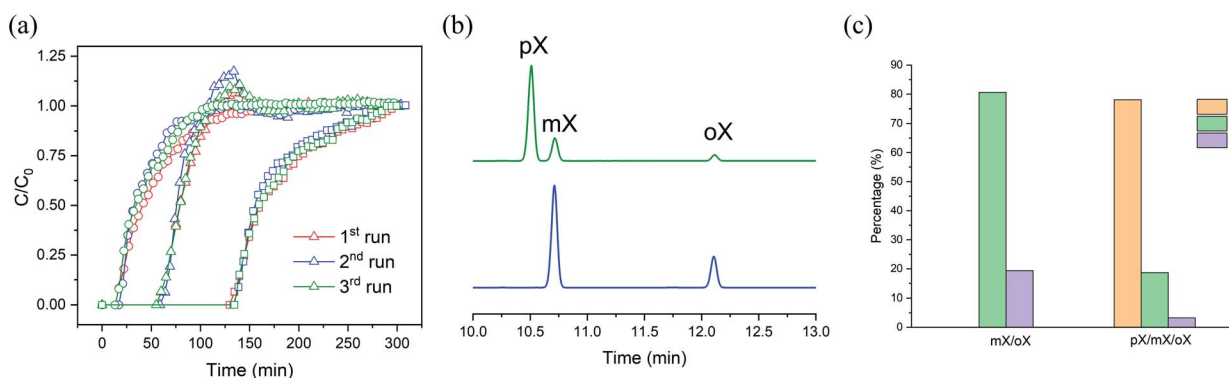 (a)
1.25
1.00
0.75
0.50
0.25
0.00
C/C₀
0 50 100 150 200 250 300
Time (min)
1st run
2nd run
3rd run
(b)
pX
mX
oX
10.0 10.5 11.0 11.5 12.0 12.5 13.0
Time (min)
(c)
90
80
70
60
50
40
30
20
10
0
Percentage (%)
mX/oX pX/mX/oX